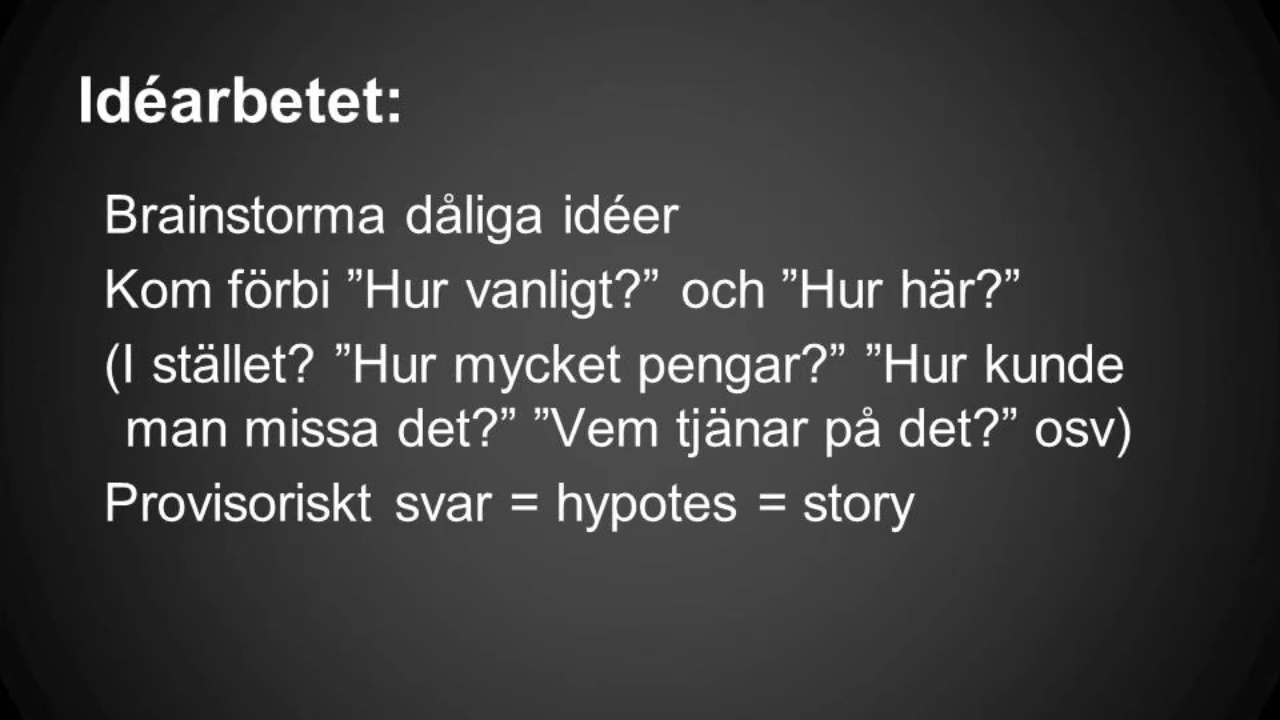 Idéarbetet:
Brainstorma dåliga idéer
Kom förbi ”Hur vanligt?” och ”Hur här?”
(I stället? ”Hur mycket pengar?” ”Hur kunde
man missa det?” ”Vem tjänar på det?” osv)
Provisoriskt svar = hypotes = story